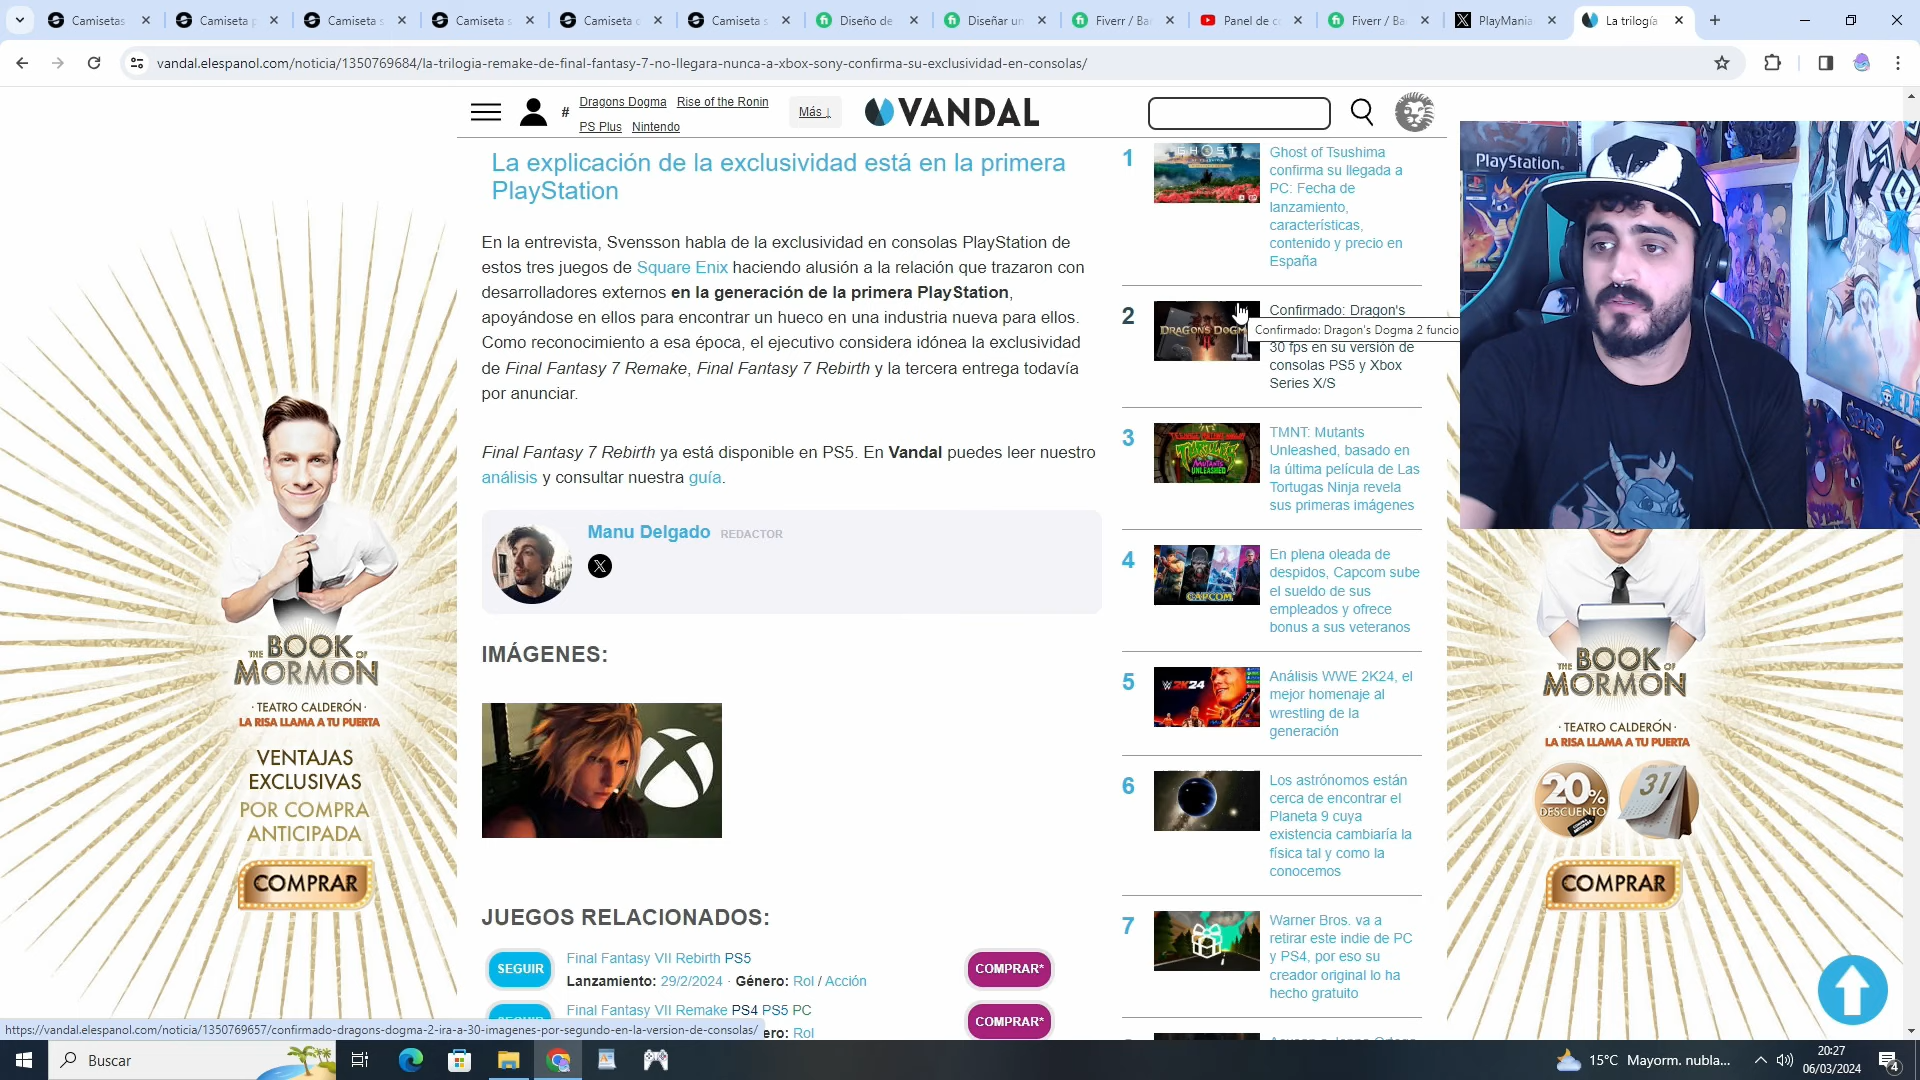 Camisetas
Camiseta p
Camiseta s
Camiseta s
Camiseta
Camiseta s
Diseño de
Diseñar un
Fiverr / Ba
Panel de c
Fiverr / Ba
PlayMania
La trilogía
vandal.elespanol.com/noticia/1350769684/la-trilogia-remake-de-final-fantasy-7-no-llegara-nunca-a-xbox-sony-confirma-su-exclusividad-en-consolas/
# Dragons Dogma Rise of the Ronin
PS Plus Nintendo
Más ↓
VANDAL
La explicación de la exclusividad está en la primera
PlayStation
En la entrevista, Svensson habla de la exclusividad en consolas PlayStation de
estos tres juegos de Square Enix haciendo alusión a la relación que trazaron con
desarrolladores externos en la generación de la primera PlayStation,
apoyándose en ellos para encontrar un hueco en una industria nueva para ellos.
Como reconocimiento a esa época, el ejecutivo considera idónea la exclusividad
de Final Fantasy 7 Remake, Final Fantasy 7 Rebirth y la tercera entrega todavía
por anunciar.
Final Fantasy 7 Rebirth ya está disponible en PS5. En Vandal puedes leer nuestro
análisis y consultar nuestra guía.
Manu Delgado REDACTOR
IMÁGENES:
JUEGOS RELACIONADOS:
SEGUIR
Final Fantasy VII Rebirth PS5
Lanzamiento: 29/2/2024 · Género: Rol / Acción
COMPRAR*
SEGUIR
Final Fantasy VII Remake PS4 PS5 PC
ero: Rol
COMPRAR*
1
GHOST
Ghost of Tsushima
confirma su llegada a
PC: Fecha de
lanzamiento,
características,
contenido y precio en
España
2
DRAGON'S DOGM
Confirmado: Dragon's
Confirmado: Dragon's Dogma 2 funcio
30 fps en su versión de
consolas PS5 y Xbox
Series X/S
3
MUTANTS
UNLEASHED
TMNT: Mutants
Unleashed, basado en
la última película de Las
Tortugas Ninja revela
sus primeras imágenes
4
CAPCOM
En plena oleada de
despidos, Capcom sube
el sueldo de sus
empleados y ofrece
bonus a sus veteranos
5
2K24
Análisis WWE 2K24, el
mejor homenaje al
wrestling de la
generación
6
Los astrónomos están
cerca de encontrar el
Planeta 9 cuya
existencia cambiaría la
física tal y como la
conocemos
7
Warner Bros. va a
retirar este indie de PC
y PS4, por eso su
creador original lo ha
hecho gratuito
THE BOOK OF
MORMON
· TEATRO CALDERÓN ·
LA RISA LLAMA A TU PUERTA
VENTAJAS
EXCLUSIVAS
POR COMPRA
ANTICIPADA
COMPRAR
PlayStation
THE BOOK OF
MORMON
· TEATRO CALDERÓN ·
LA RISA LLAMA A TU PUERTA
20%
DESCUENTO
31
COMPRAR
https://vandal.elespanol.com/noticia/1350769657/confirmado-dragons-dogma-2-ira-a-30-imagenes-por-segundo-en-la-version-de-consolas/
Buscar
15°C Mayorm. nubla...
20:27
06/03/2024
4